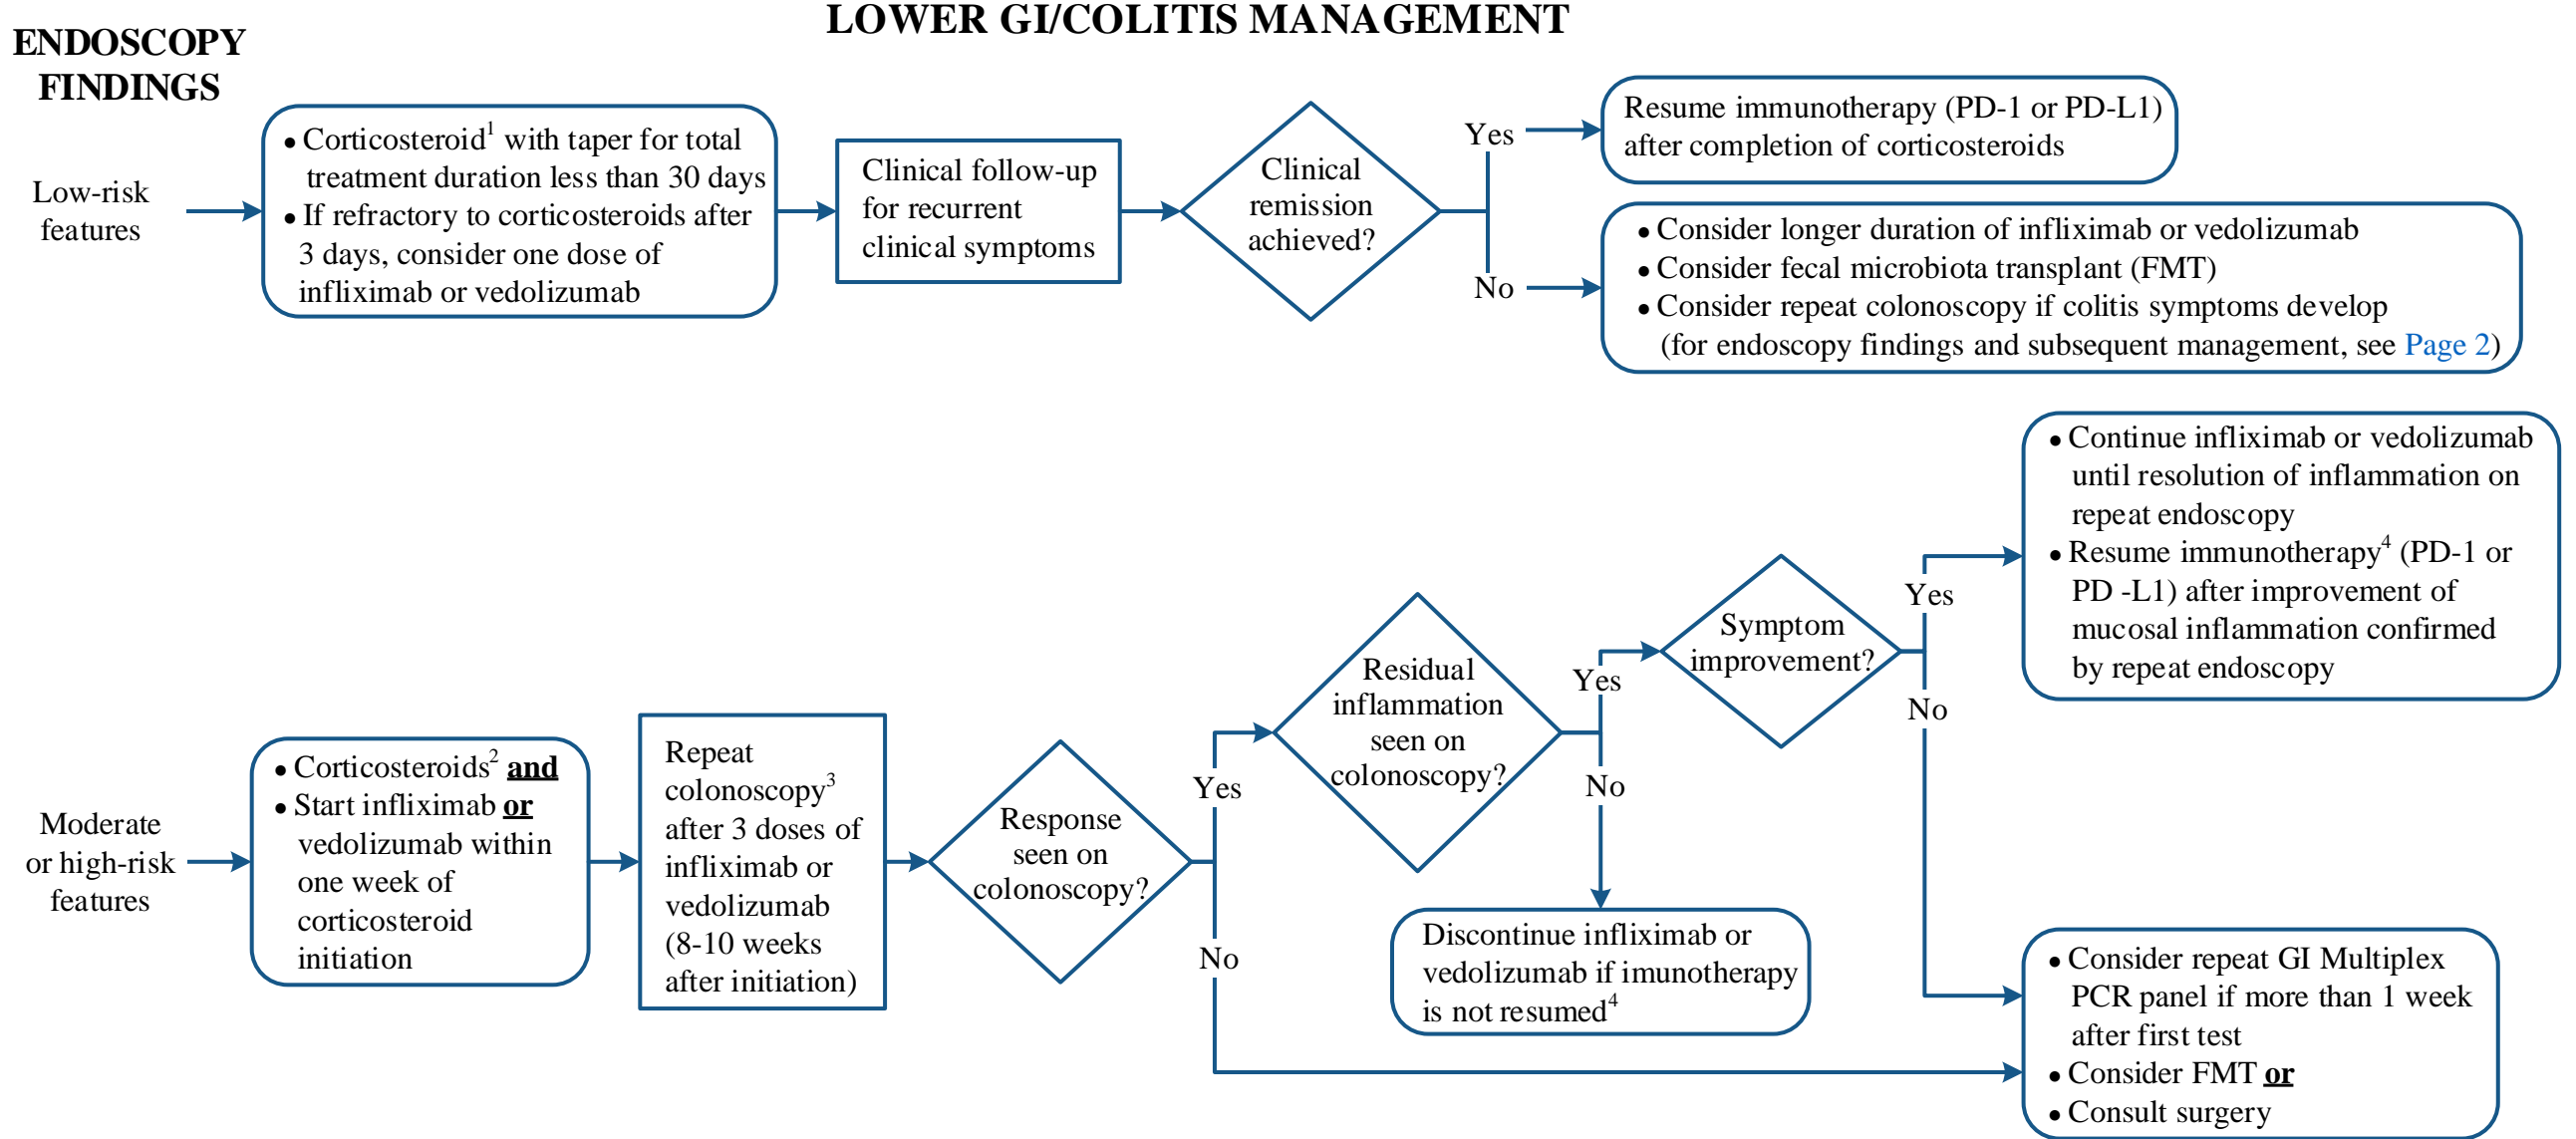 LOWER GI/COLITIS MANAGEMENT
ENDOSCOPY
FINDINGS
Low-risk
features
• Corticosteroid¹ with taper for total
treatment duration less than 30 days
• If refractory to corticosteroids after
3 days, consider one dose of
infliximab or vedolizumab
Clinical follow-up
for recurrent
clinical symptoms
Clinical
remission
achieved?
Yes
Resume immunotherapy (PD-1 or PD-L1)
after completion of corticosteroids
No
• Consider longer duration of infliximab or vedolizumab
• Consider fecal microbiota transplant (FMT)
• Consider repeat colonoscopy if colitis symptoms develop
(for endoscopy findings and subsequent management, see Page 2)
Moderate
or high-risk
features
• Corticosteroids² and
• Start infliximab or
vedolizumab within
one week of
corticosteroid
initiation
Repeat
colonoscopy³
after 3 doses of
infliximab or
vedolizumab
(8-10 weeks
after initiation)
Response
seen on
colonoscopy?
Yes
No
Residual
inflammation
seen on
colonoscopy?
Yes
No
Discontinue infliximab or
vedolizumab if imunotherapy
is not resumed⁴
Symptom
improvement?
Yes
No
• Continue infliximab or vedolizumab
until resolution of inflammation on
repeat endoscopy
• Resume immunotherapy⁴ (PD-1 or
PD -L1) after improvement of
mucosal inflammation confirmed
by repeat endoscopy
• Consider repeat GI Multiplex
PCR panel if more than 1 week
after first test
• Consider FMT or
• Consult surgery